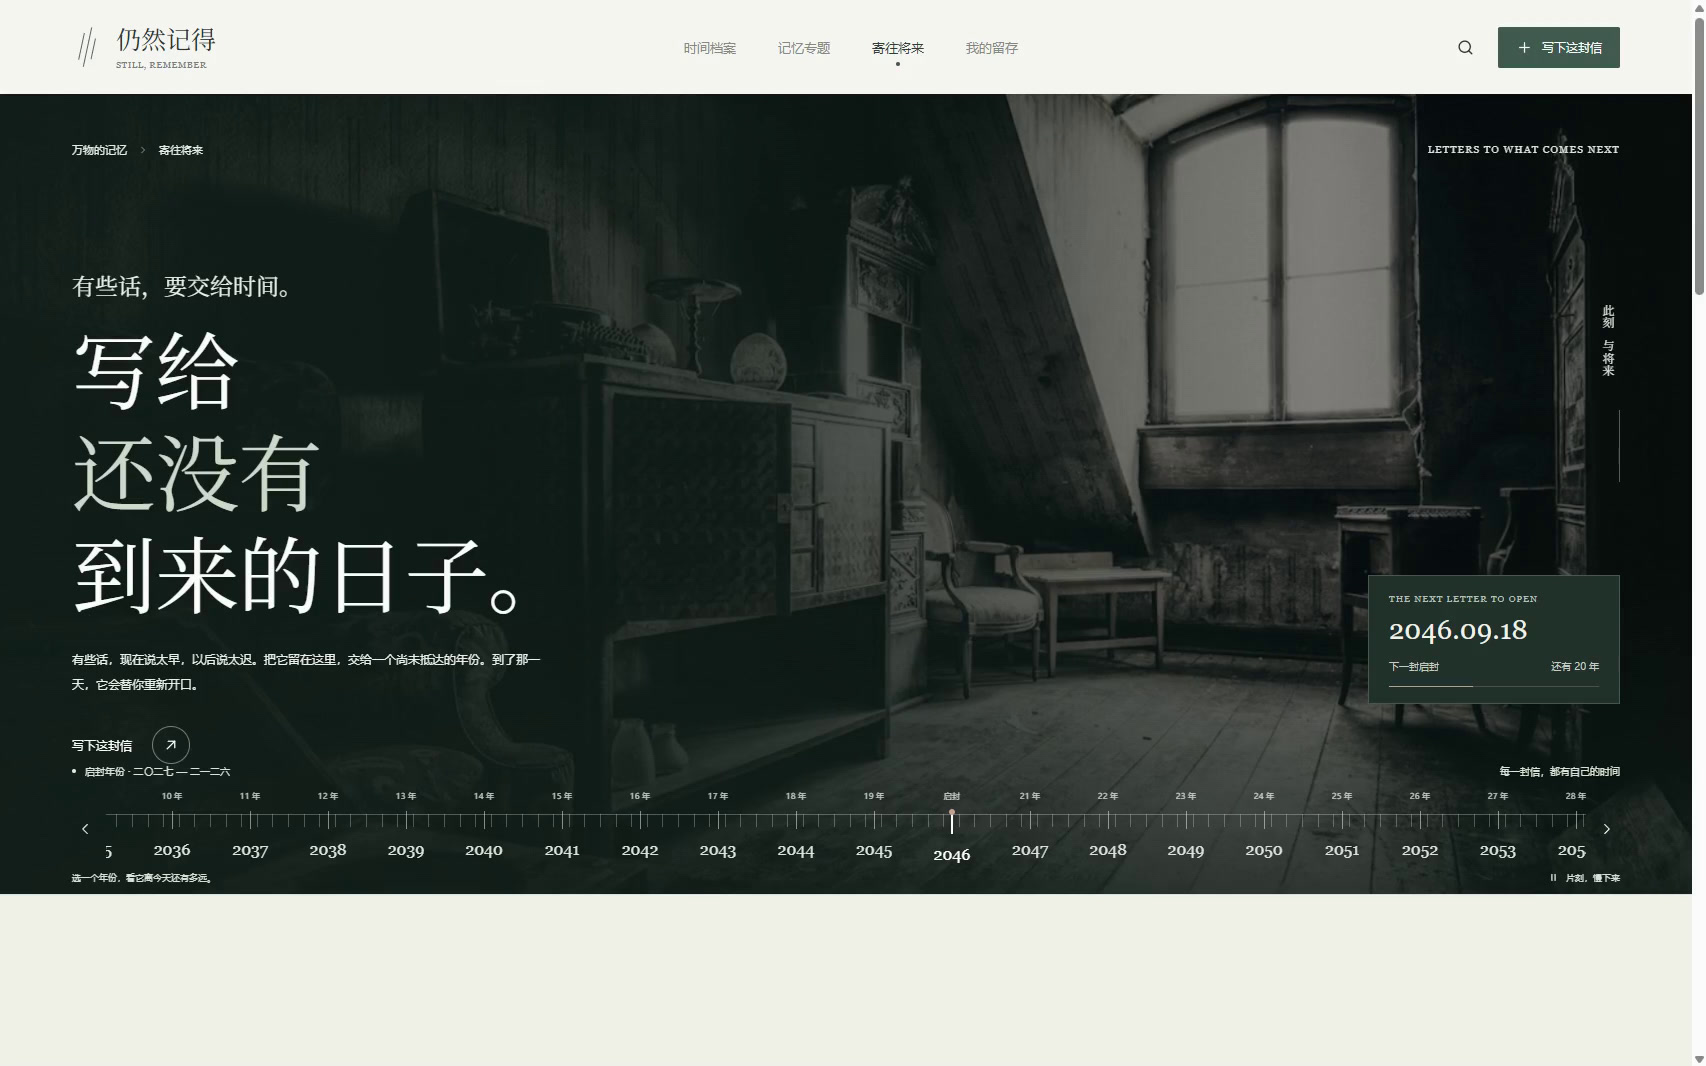 仍然记得
STILL, REMEMBER
时间档案 记忆专题 寄往将来 我的留存
写下这封信
万物的记忆 寄往将来
LETTERS TO WHAT COMES NEXT
有些话，要交给时间。
写给
还没有
到来的日子。
此刻 与将来
有些话，现在说太早，以后说太迟。把它留在这里，交给一个尚未抵达的年份。到了那一
天，它会替你重新开口。
THE NEXT LETTER TO OPEN
2046.09.18
下一封启封 还有 20 年
写下这封信
启封年份 · 二〇二七 — 二一二六
每一封信，都有自己的时间
10 年 11 年 12 年 13 年 14 年 15 年 16 年 17 年 18 年 19 年 启封 21 年 22 年 23 年 24 年 25 年 26 年 27 年 28 年
5 2036 2037 2038 2039 2040 2041 2042 2043 2044 2045 2046 2047 2048 2049 2050 2051 2052 2053 205
选一个年份，看它离今天还有多远。
片刻，慢下来